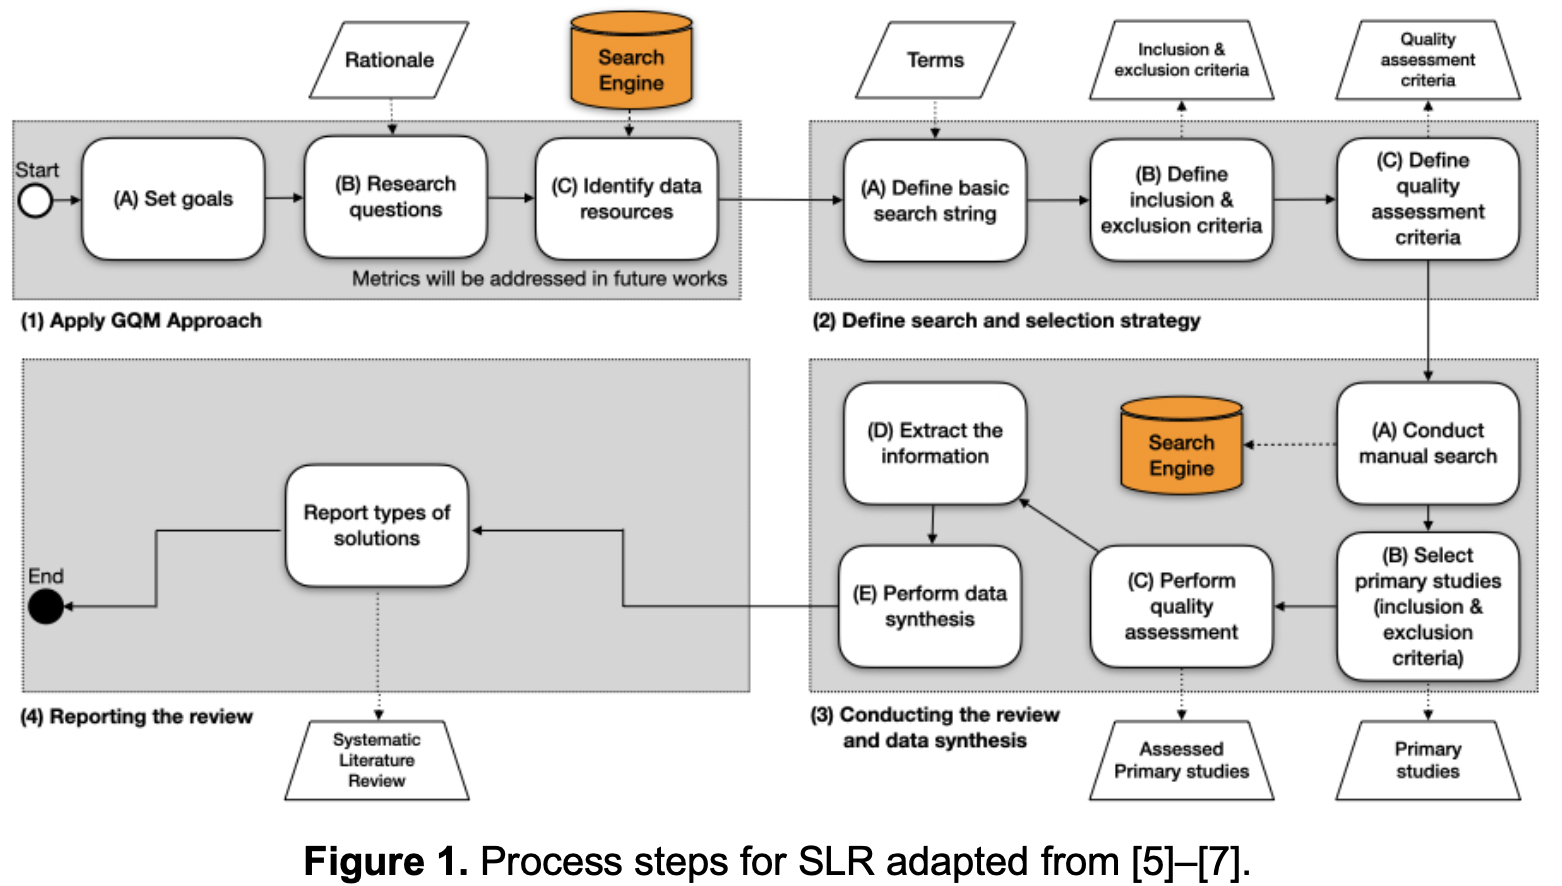 Rationale
Search
Engine
Terms
Inclusion &
exclusion criteria
Quality
assessment
criteria
Start
(A) Set goals
(B) Research
questions
(C) Identify data
resources
Metrics will be addressed in future works
(1) Apply GQM Approach
(A) Define basic
search string
(B) Define
inclusion &
exclusion criteria
(C) Define
quality
assessment
criteria
(2) Define search and selection strategy
(A) Conduct
manual search
Search
Engine
(B) Select
primary studies
(inclusion &
exclusion
criteria)
(C) Perform
quality
assessment
(D) Extract the
information
(E) Perform data
synthesis
(3) Conducting the review
and data synthesis
Assessed
Primary studies
Primary
studies
Report types of
solutions
End
(4) Reporting the review
Systematic
Literature
Review
Figure 1. Process steps for SLR adapted from [5]–[7].